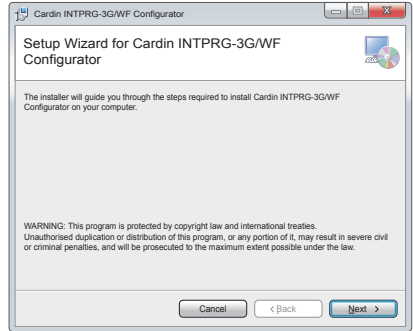 Cardin INTPRG-3G/WF Configurator
Setup Wizard for Cardin INTPRG-3G/WF
Configurator
The installer will guide you through the steps required to install Cardin INTPRG-3G/WF
Configurator on your computer.
WARNING: This program is protected by copyright law and international treaties.
Unauthorised duplication or distribution of this program, or any portion of it, may result in severe civil
or criminal penalties, and will be prosecuted to the maximum extent possible under the law.
Cancel
< Back
Next >